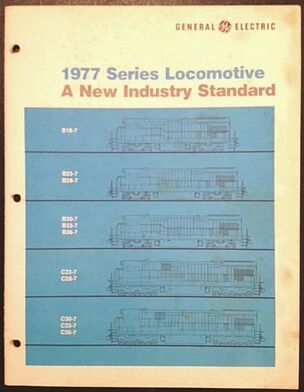 GENERAL GE ELECTRIC
1977 Series Locomotive
A New Industry Standard
B18-7
B23-7
B28-7
B30-7
B33-7
B36-7
C23-7
C28-7
C30-7
C33-7
C36-7